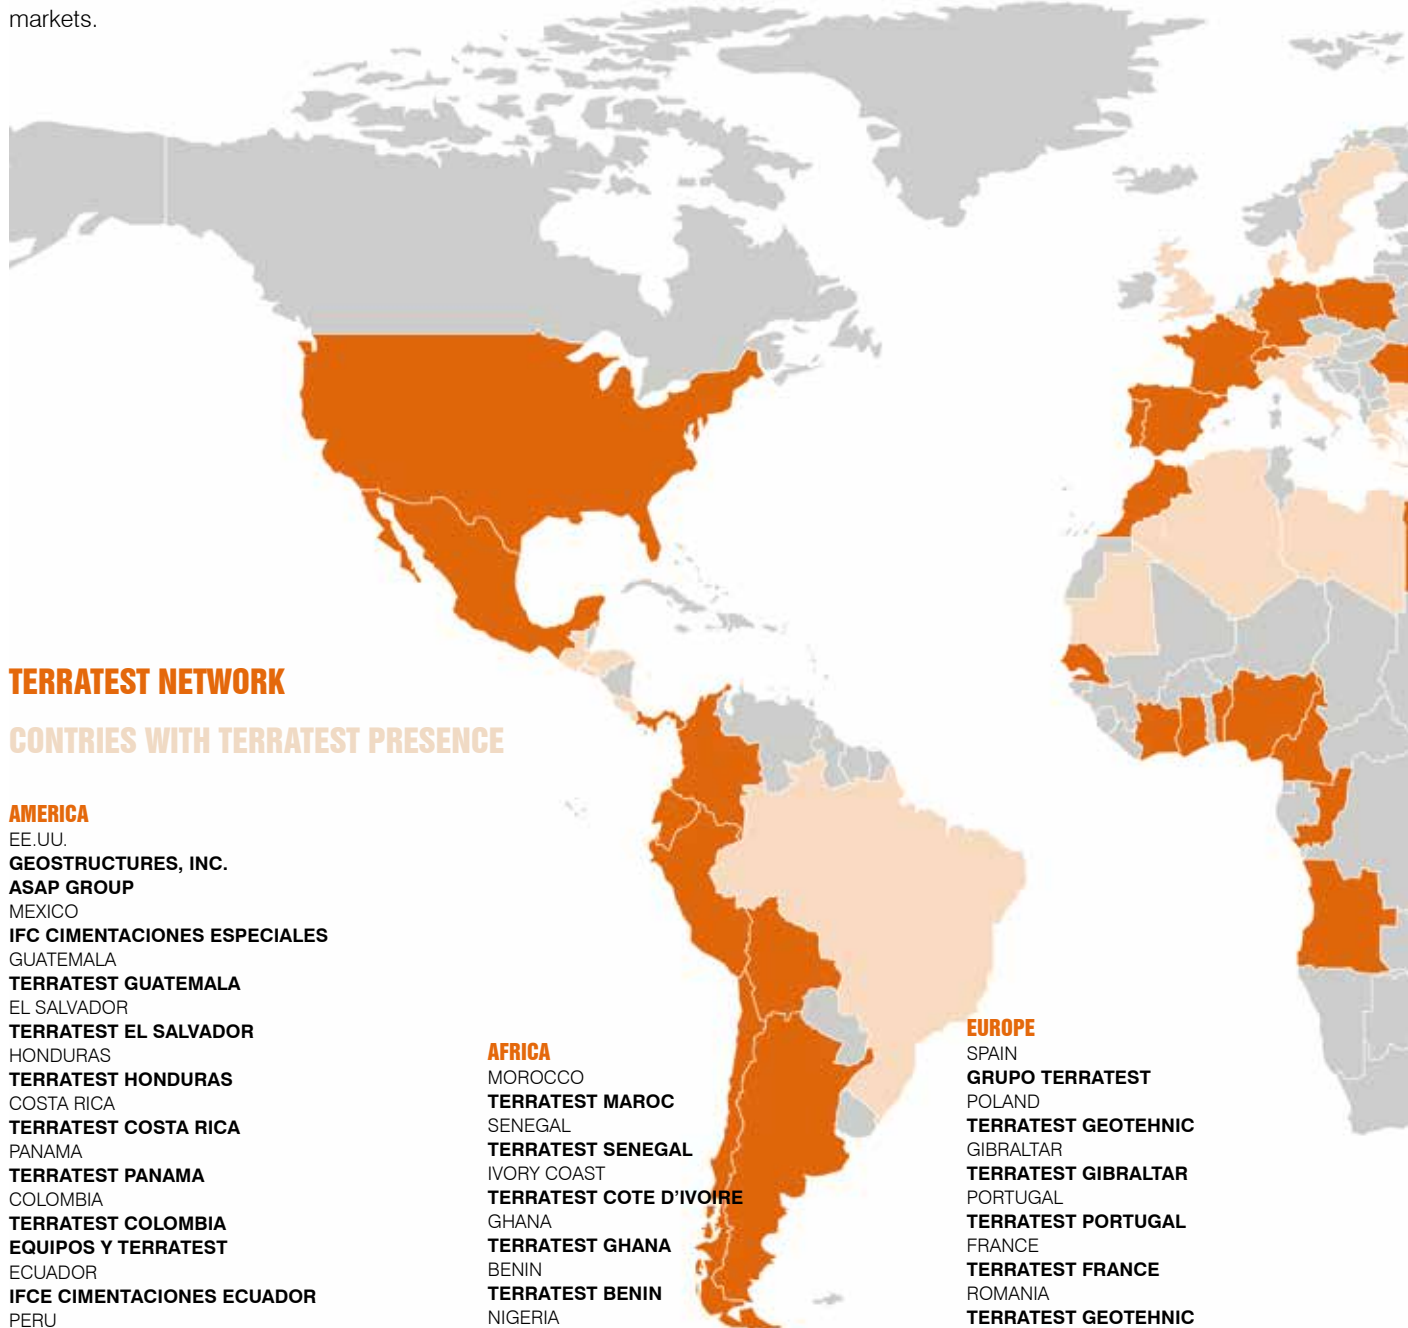 markets.
TERRATEST NETWORK
CONTRIES WITH TERRATEST PRESENCE
AMERICA
EE.UU.
GEOSTRUCTURES, INC.
ASAP GROUP
MEXICO
IFC CIMENTACIONES ESPECIALES
GUATEMALA
TERRATEST GUATEMALA
EL SALVADOR
TERRATEST EL SALVADOR
HONDURAS
TERRATEST HONDURAS
COSTA RICA
TERRATEST COSTA RICA
PANAMA
TERRATEST PANAMA
COLOMBIA
TERRATEST COLOMBIA
EQUIPOS Y TERRATEST
ECUADOR
IFCE CIMENTACIONES ECUADOR
PERU
AFRICA
MOROCCO
TERRATEST MAROC
SENEGAL
TERRATEST SENEGAL
IVORY COAST
TERRATEST COTE D’IVOIRE
GHANA
TERRATEST GHANA
BENIN
TERRATEST BENIN
NIGERIA
EUROPE
SPAIN
GRUPO TERRATEST
POLAND
TERRATEST GEOTEHNIC
GIBRALTAR
TERRATEST GIBRALTAR
PORTUGAL
TERRATEST PORTUGAL
FRANCE
TERRATEST FRANCE
ROMANIA
TERRATEST GEOTEHNIC